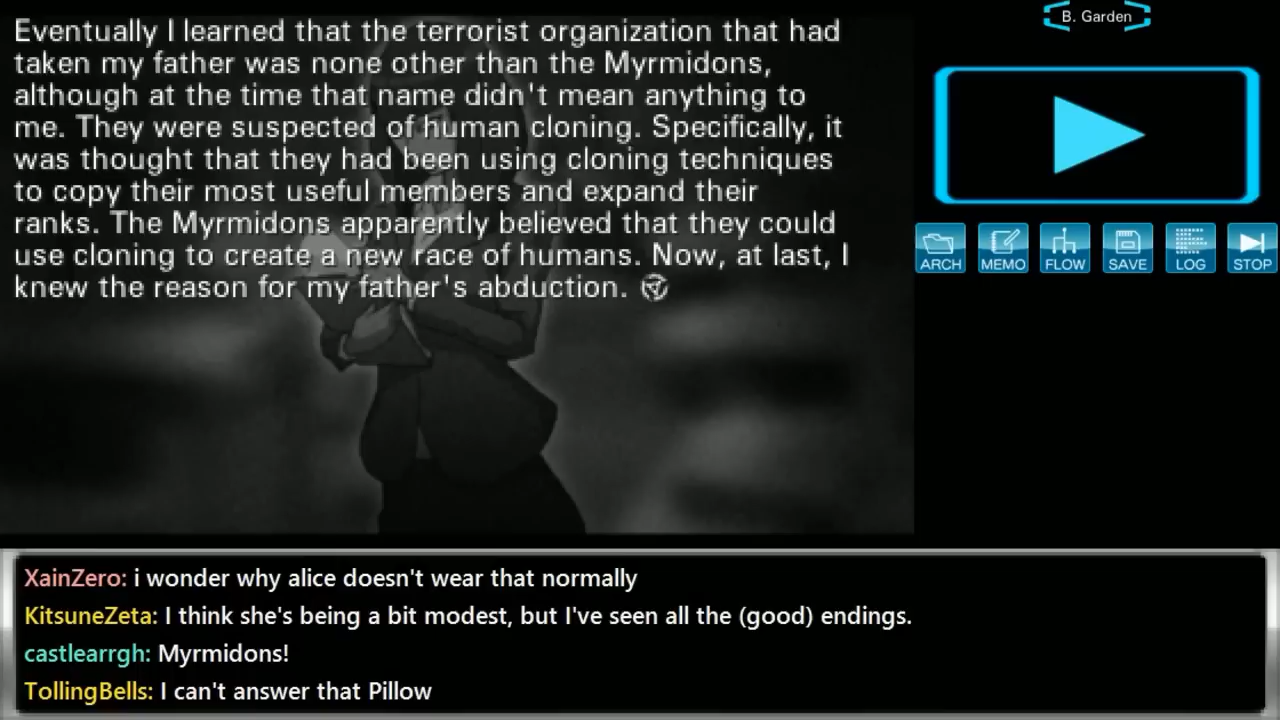 Eventually I learned that the terrorist organization that had
taken my father was none other than the Myrmidons,
although at the time that name didn't mean anything to
me. They were suspected of human cloning. Specifically, it
was thought that they had been using cloning techniques
to copy their most useful members and expand their
ranks. The Myrmidons apparently believed that they could
use cloning to create a new race of humans. Now, at last, I
knew the reason for my father's abduction.
B. Garden
ARCH MEMO FLOW SAVE LOG STOP
XainZero: i wonder why alice doesn't wear that normally
KitsuneZeta: I think she's being a bit modest, but I've seen all the (good) endings.
castlearrgh: Myrmidons!
TollingBells: I can't answer that Pillow